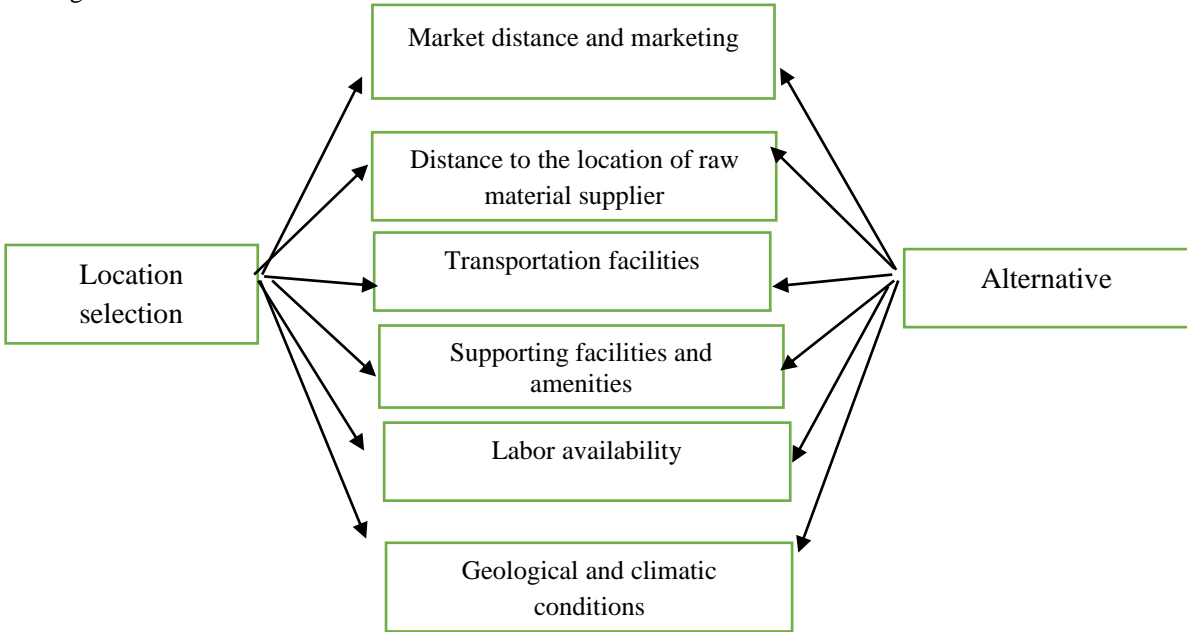 Market distance and marketing
Distance to the location of raw
material supplier
Location
selection
Transportation facilities
Alternative
Supporting facilities and
amenities
Labor availability
Geological and climatic
conditions